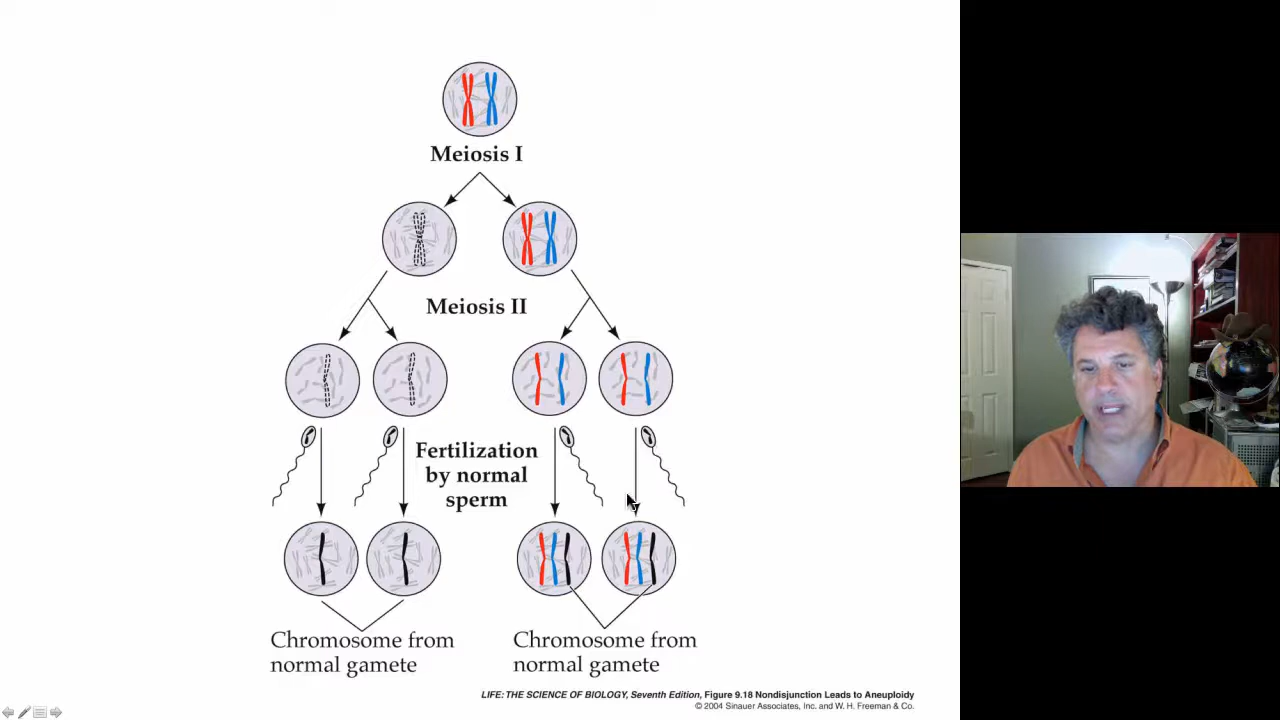 Meiosis I
Meiosis II
Fertilization
by normal
sperm
Chromosome from
normal gamete
Chromosome from
normal gamete
LIFE: THE SCIENCE OF BIOLOGY, Seventh Edition, Figure 9.18 Nondisjunction Leads to Aneuploidy
© 2004 Sinauer Associates, Inc. and W. H. Freeman & Co.